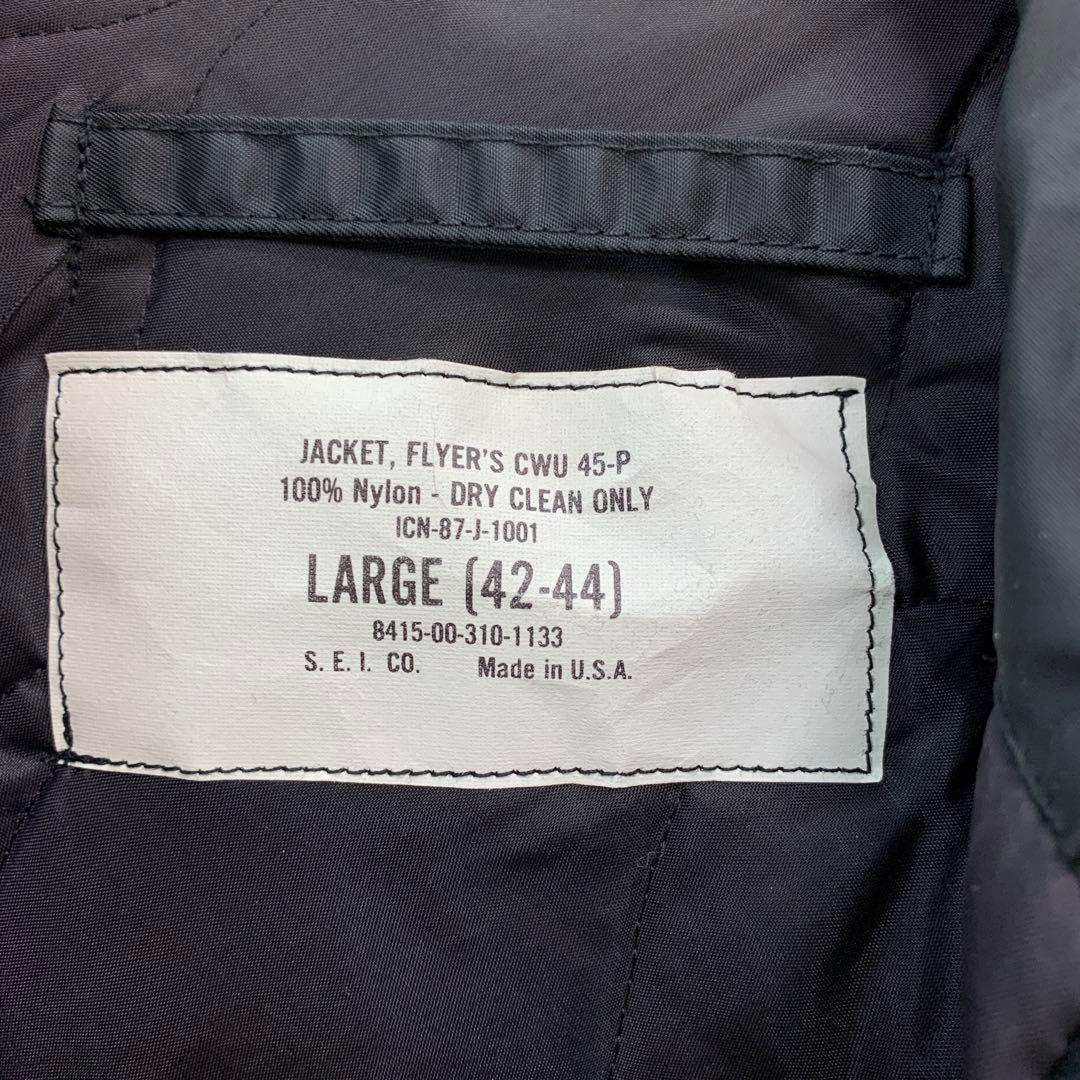 JACKET, FLYER'S CWU 45-P
100% Nylon - DRY CLEAN ONLY
ICN-87-J-1001
LARGE (42-44)
8415-00-310-1133
S. E. I. CO. Made in U.S.A.